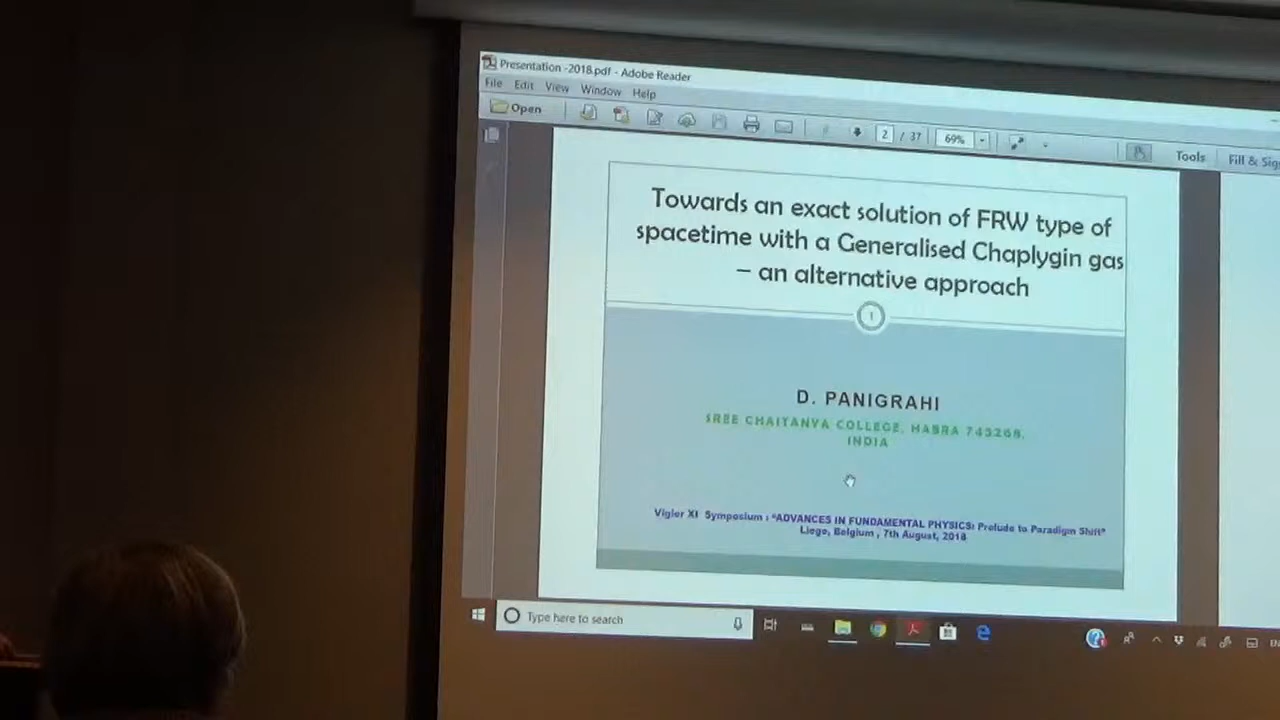 Presentation -2018.pdf - Adobe Reader
File Edit View Window Help
Open 2 / 37 69% Tools Fill & Sig
Towards an exact solution of FRW type of
spacetime with a Generalised Chaplygin gas
– an alternative approach
1
D. PANIGRAHI
SREE CHAITANYA COLLEGE, HABRA 743268,
INDIA
Vigier XI Symposium : "ADVANCES IN FUNDAMENTAL PHYSICS: Prelude to Paradigm Shift"
Liege, Belgium , 7th August, 2018
Type here to search